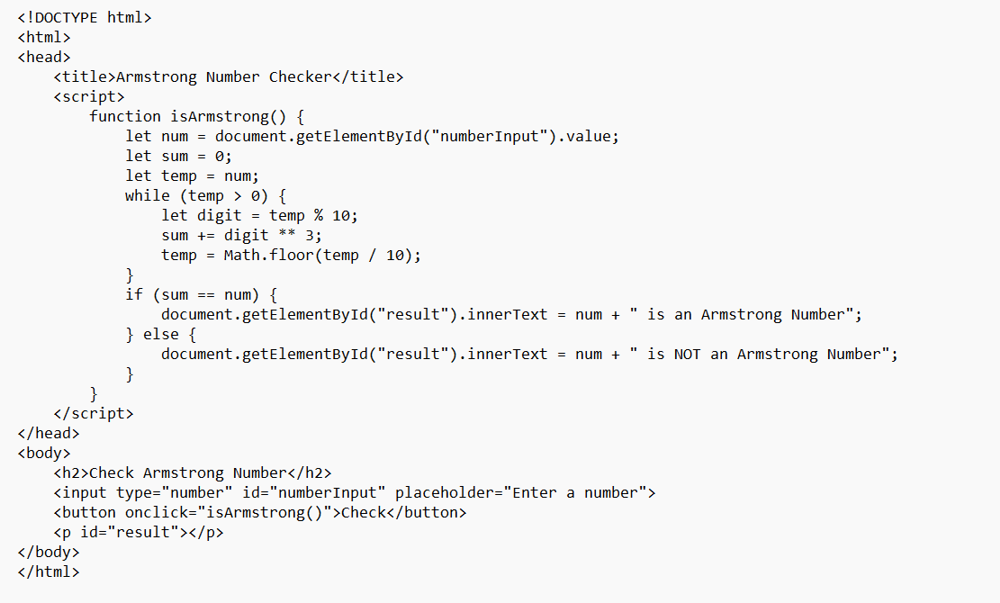 <!DOCTYPE html>
<html>
<head>
    <title>Armstrong Number Checker</title>
    <script>
        function isArmstrong() {
            let num = document.getElementById("numberInput").value;
            let sum = 0;
            let temp = num;
            while (temp > 0) {
                let digit = temp % 10;
                sum += digit ** 3;
                temp = Math.floor(temp / 10);
            }
            if (sum == num) {
                document.getElementById("result").innerText = num + " is an Armstrong Number";
            } else {
                document.getElementById("result").innerText = num + " is NOT an Armstrong Number";
            }
        }
    </script>
</head>
<body>
    <h2>Check Armstrong Number</h2>
    <input type="number" id="numberInput" placeholder="Enter a number">
    <button onclick="isArmstrong()">Check</button>
    <p id="result"></p>
</body>
</html>